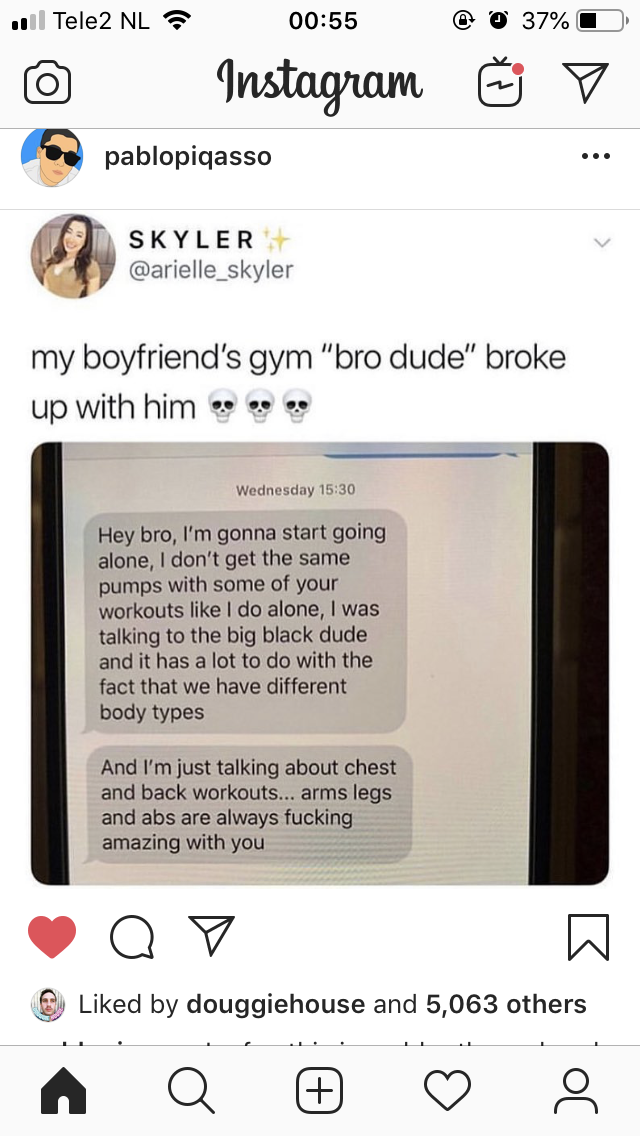 Tele2 NL 00:55 37%
Instagram
pablopiqasso
SKYLER✨
@arielle_skyler
my boyfriend's gym "bro dude" broke
up with him 💀💀💀
Wednesday 15:30
Hey bro, I'm gonna start going
alone, I don't get the same
pumps with some of your
workouts like I do alone, I was
talking to the big black dude
and it has a lot to do with the
fact that we have different
body types
And I'm just talking about chest
and back workouts... arms legs
and abs are always fucking
amazing with you
Liked by douggiehouse and 5,063 others